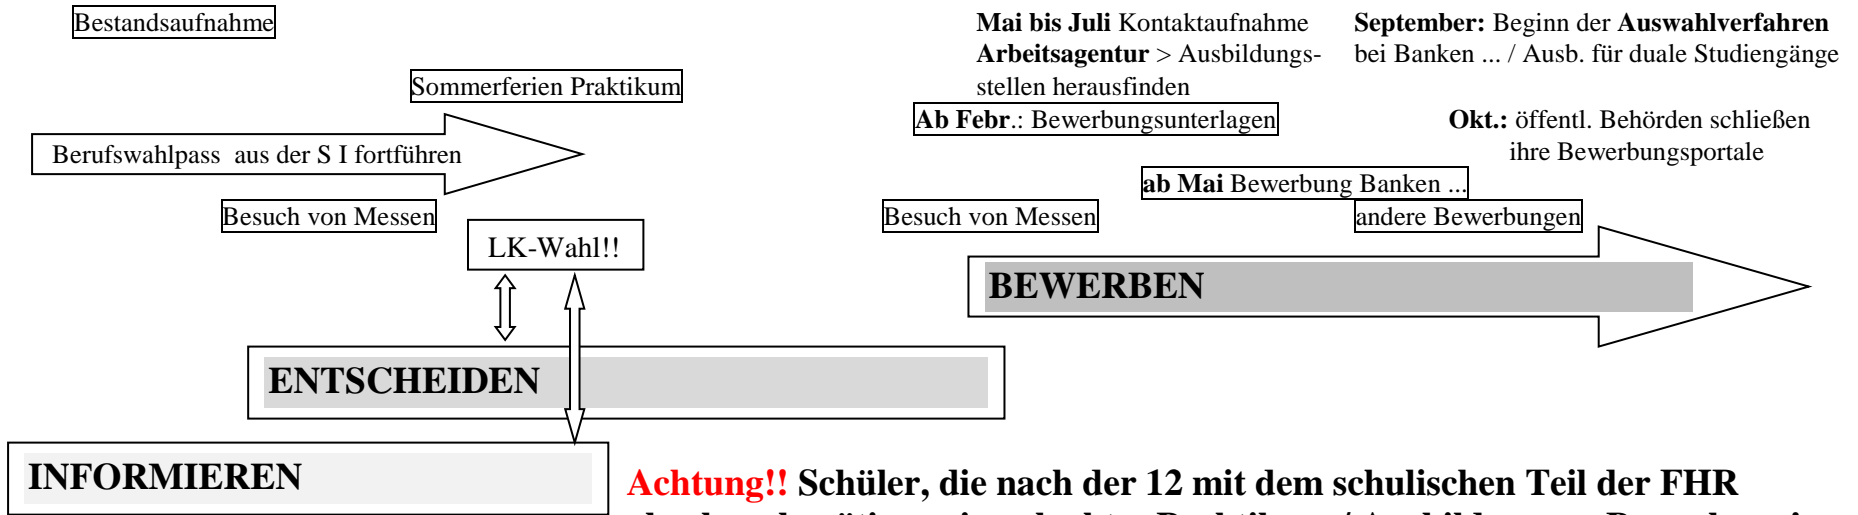 Bestandsaufnahme
Mai bis Juli Kontaktaufnahme
Arbeitsagentur > Ausbildungs-
stellen herausfinden
September: Beginn der Auswahlverfahren
bei Banken ... / Ausb. für duale Studiengänge
Sommerferien Praktikum
Ab Febr.: Bewerbungsunterlagen
Okt.: öffentl. Behörden schließen
ihre Bewerbungsportale
Berufswahlpass aus der S I fortführen
ab Mai Bewerbung Banken ...
Besuch von Messen
Besuch von Messen
andere Bewerbungen
LK-Wahl!!
BEWERBEN
ENTSCHEIDEN
INFORMIEREN
Achtung!! Schüler, die nach der 12 mit dem schulischen Teil der FHR